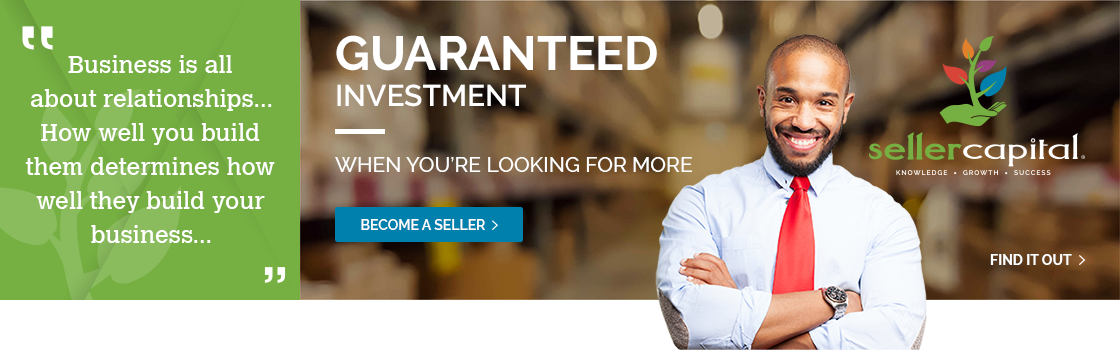 Business is all
about relationships...
How well you build
them determines how
well they build your
business...
GUARANTEED
INVESTMENT
WHEN YOU'RE LOOKING FOR MORE
BECOME A SELLER
sellercapital®
KNOWLEDGE • GROWTH • SUCCESS
FIND IT OUT